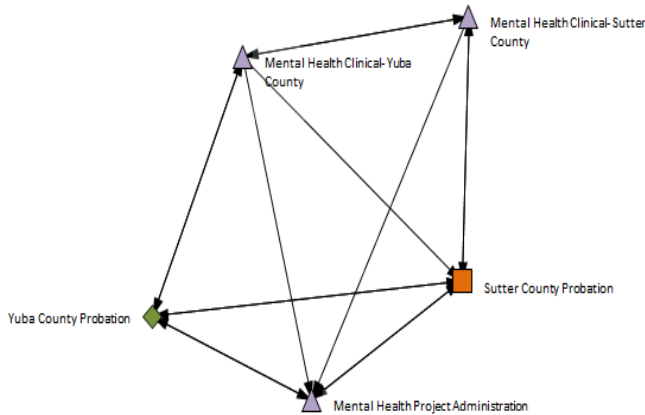 Mental Health Clinical-Sutter
County
Mental Health Clinical-Yuba
County
Sutter County Probation
Yuba County Probation
Mental Health Project Administration